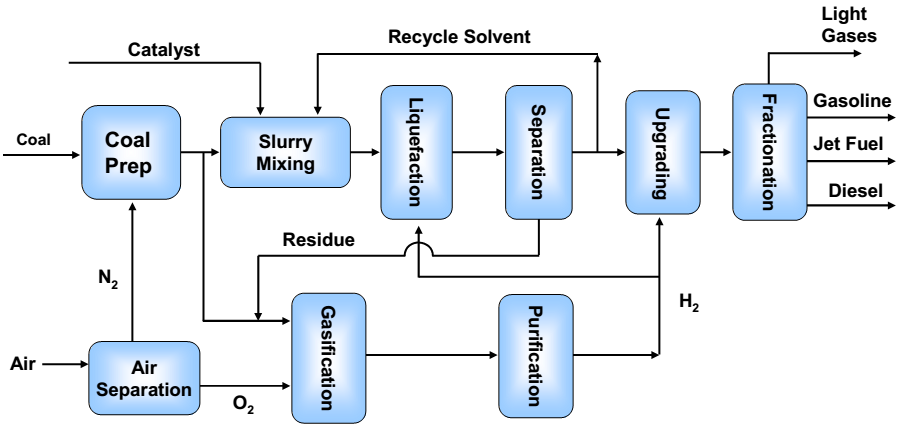 Light
Gases
Recycle Solvent
Catalyst
Gasoline
Coal
Coal
Prep
Slurry
Mixing
Liquefaction
Separation
Upgrading
Fractionation
Jet Fuel
Diesel
Residue
N2
H2
Gasification
Purification
Air
Air
Separation
O2